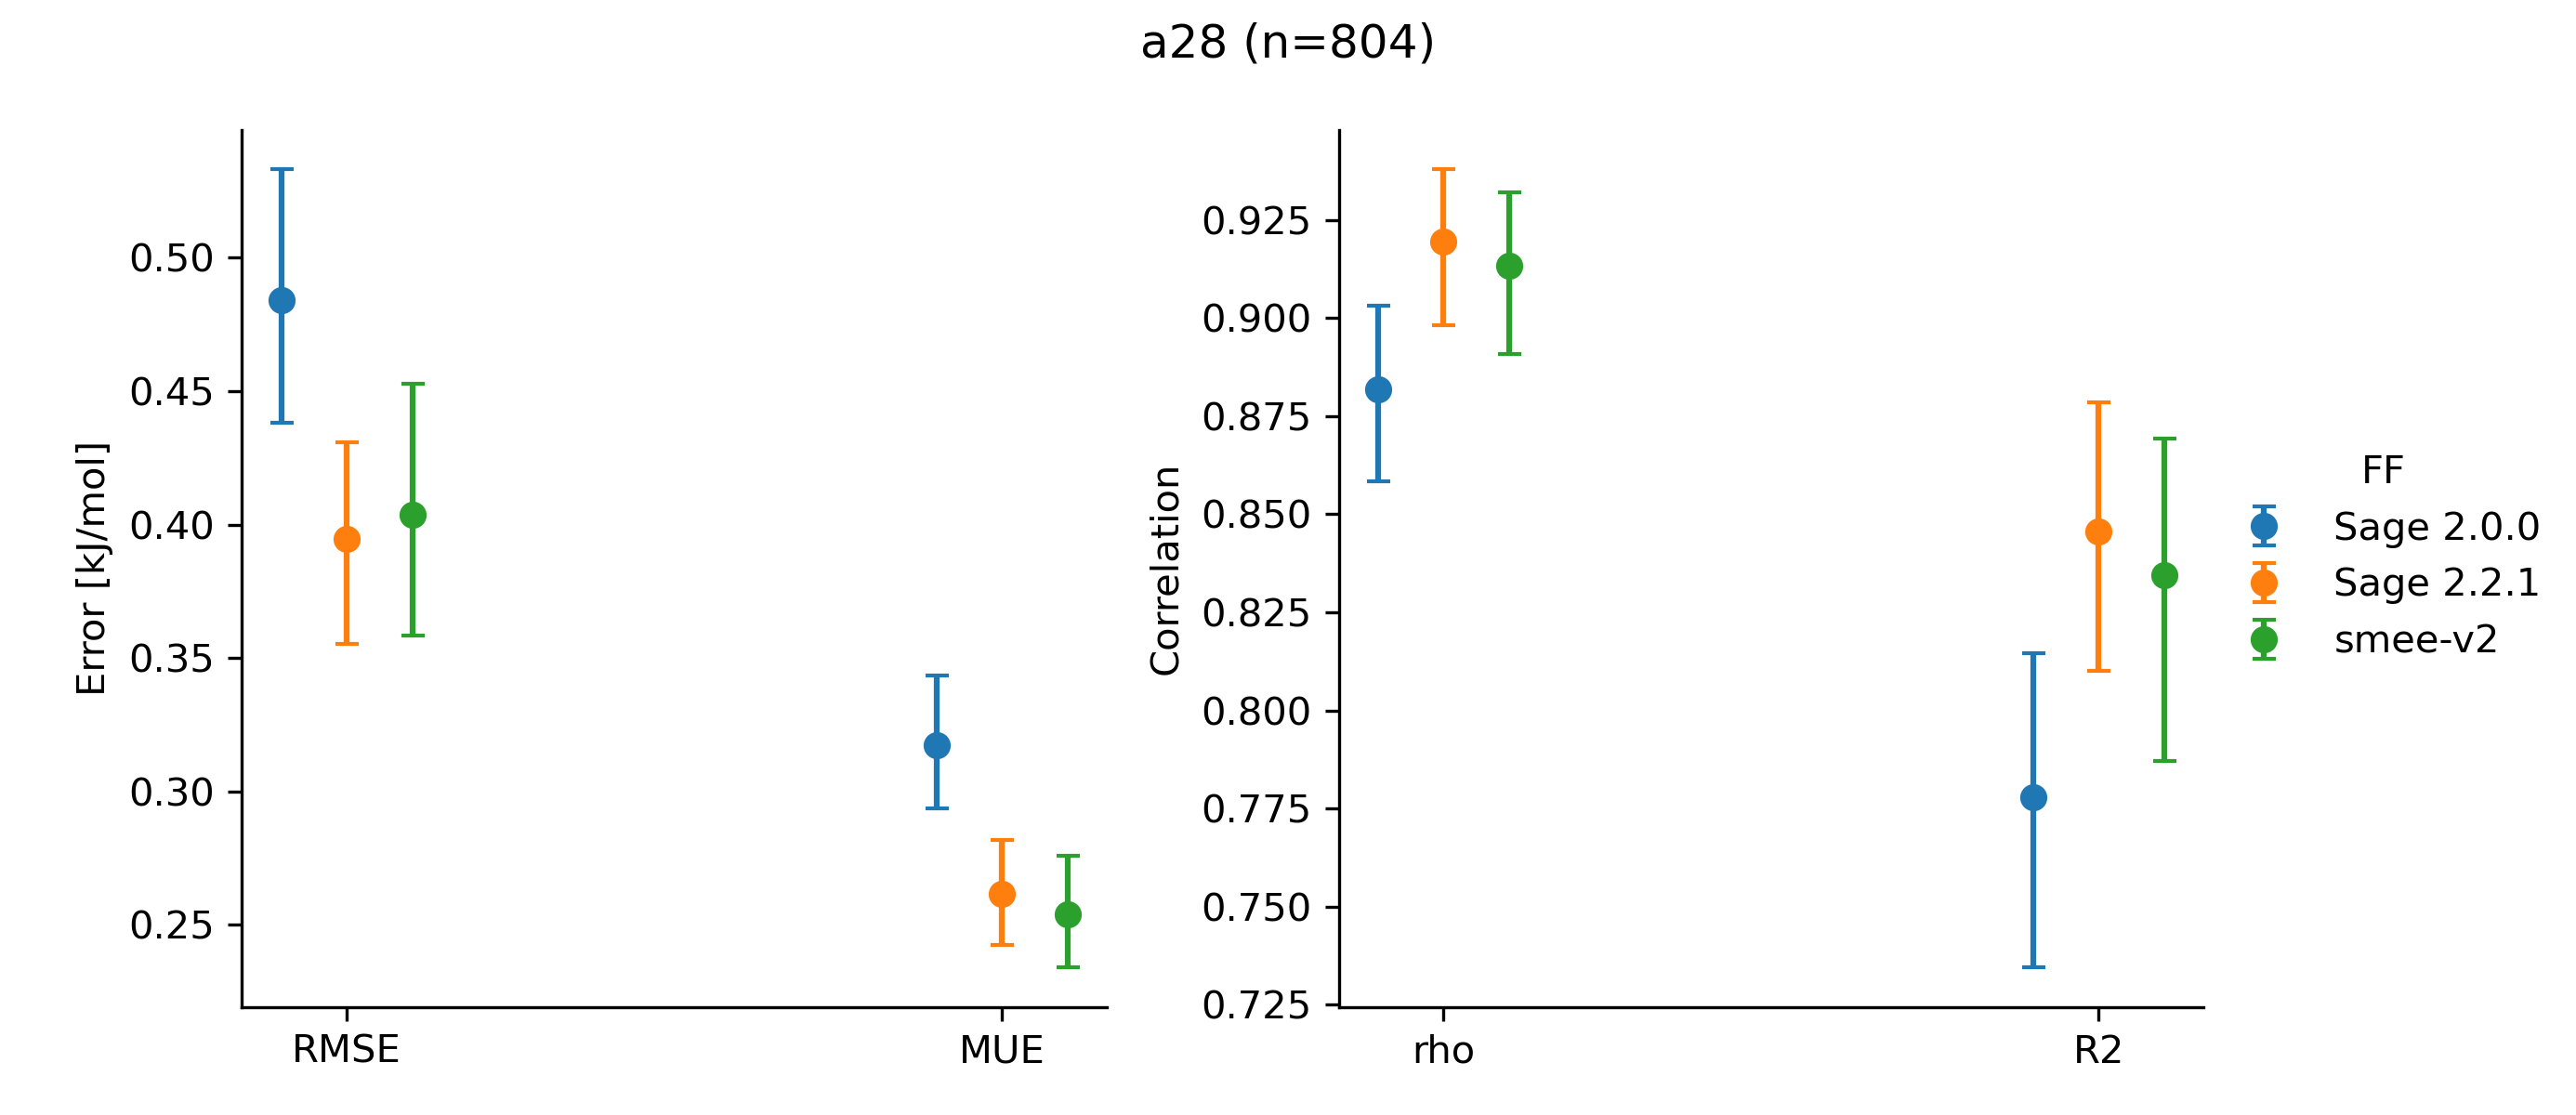 a28 (n=804)
Error [kJ/mol]
0.50
0.45
0.40
0.35
0.30
0.25
RMSE
MUE
Correlation
0.925
0.900
0.875
0.850
0.825
0.800
0.775
0.750
0.725
rho
R2
FF
Sage 2.0.0
Sage 2.2.1
smee-v2